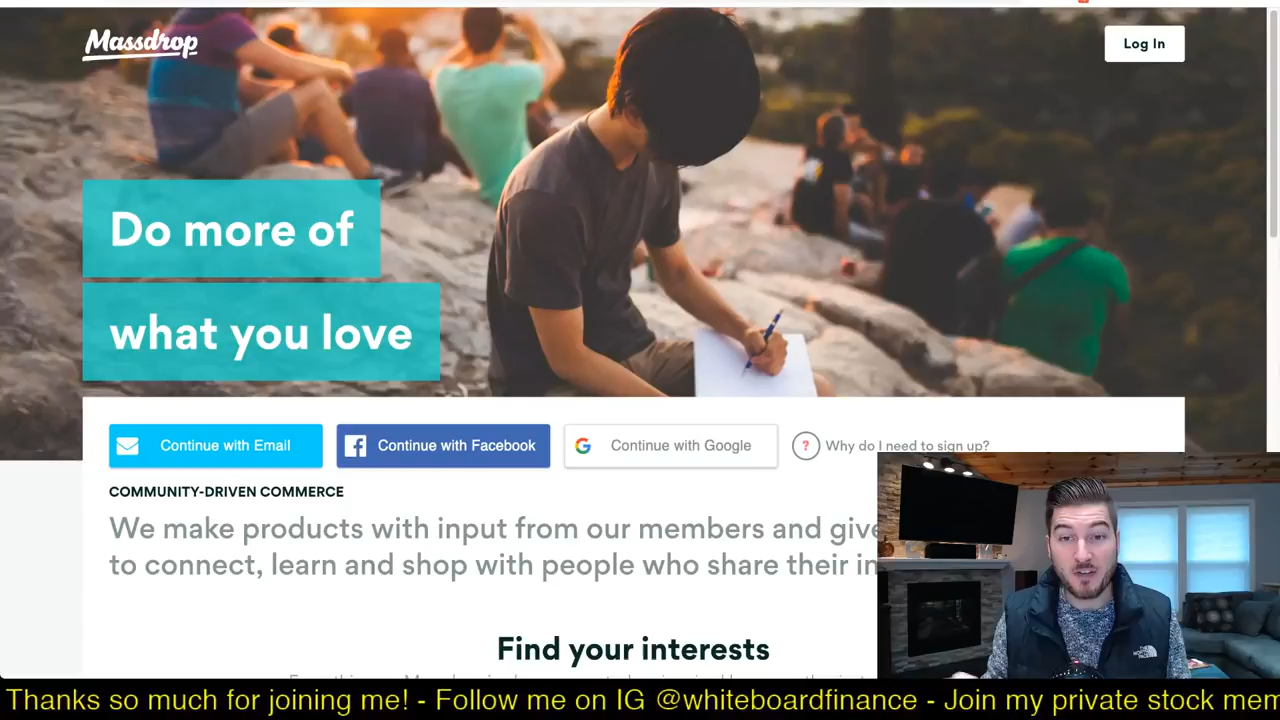 Massdrop
Log In
Do more of
what you love
Continue with Email
Continue with Facebook
Continue with Google
? Why do I need to sign up?
COMMUNITY-DRIVEN COMMERCE
We make products with input from our members and give
to connect, learn and shop with people who share their in
Find your interests
Thanks so much for joining me! - Follow me on IG @whiteboardfinance - Join my private stock mem